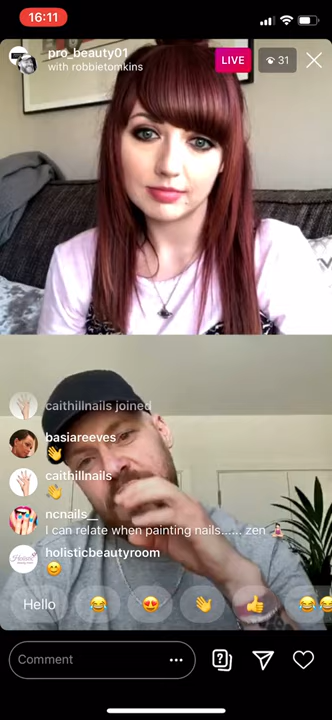 16:11
pro_beauty01
with robbietomkins
LIVE
31
caithillnails joined
basiareeves
caithillnails
ncnails__
I can relate when painting nails...... zen
holisticbeautyroom
Hello
Comment